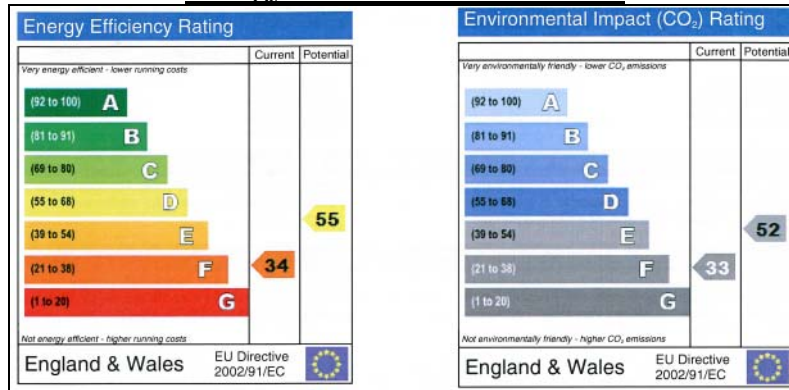 Energy Efficiency Rating
Current Potential
Very energy efficient - lower running costs
(92 to 100) A
(81 to 91) B
(69 to 80) C
(55 to 68) D
55
(39 to 54) E
(21 to 38) F 34
(1 to 20) G
Not energy efficient - higher running costs
England & Wales
EU Directive
2002/91/EC
Environmental Impact (CO₂) Rating
Current Potential
Very environmentally friendly - lower CO₂ emissions
(92 to 100) A
(81 to 91) B
(69 to 80) C
(55 to 68) D
(39 to 54) E 52
(21 to 38) F 33
(1 to 20) G
Not environmentally friendly - higher CO₂ emissions
England & Wales
EU Directive
2002/91/EC